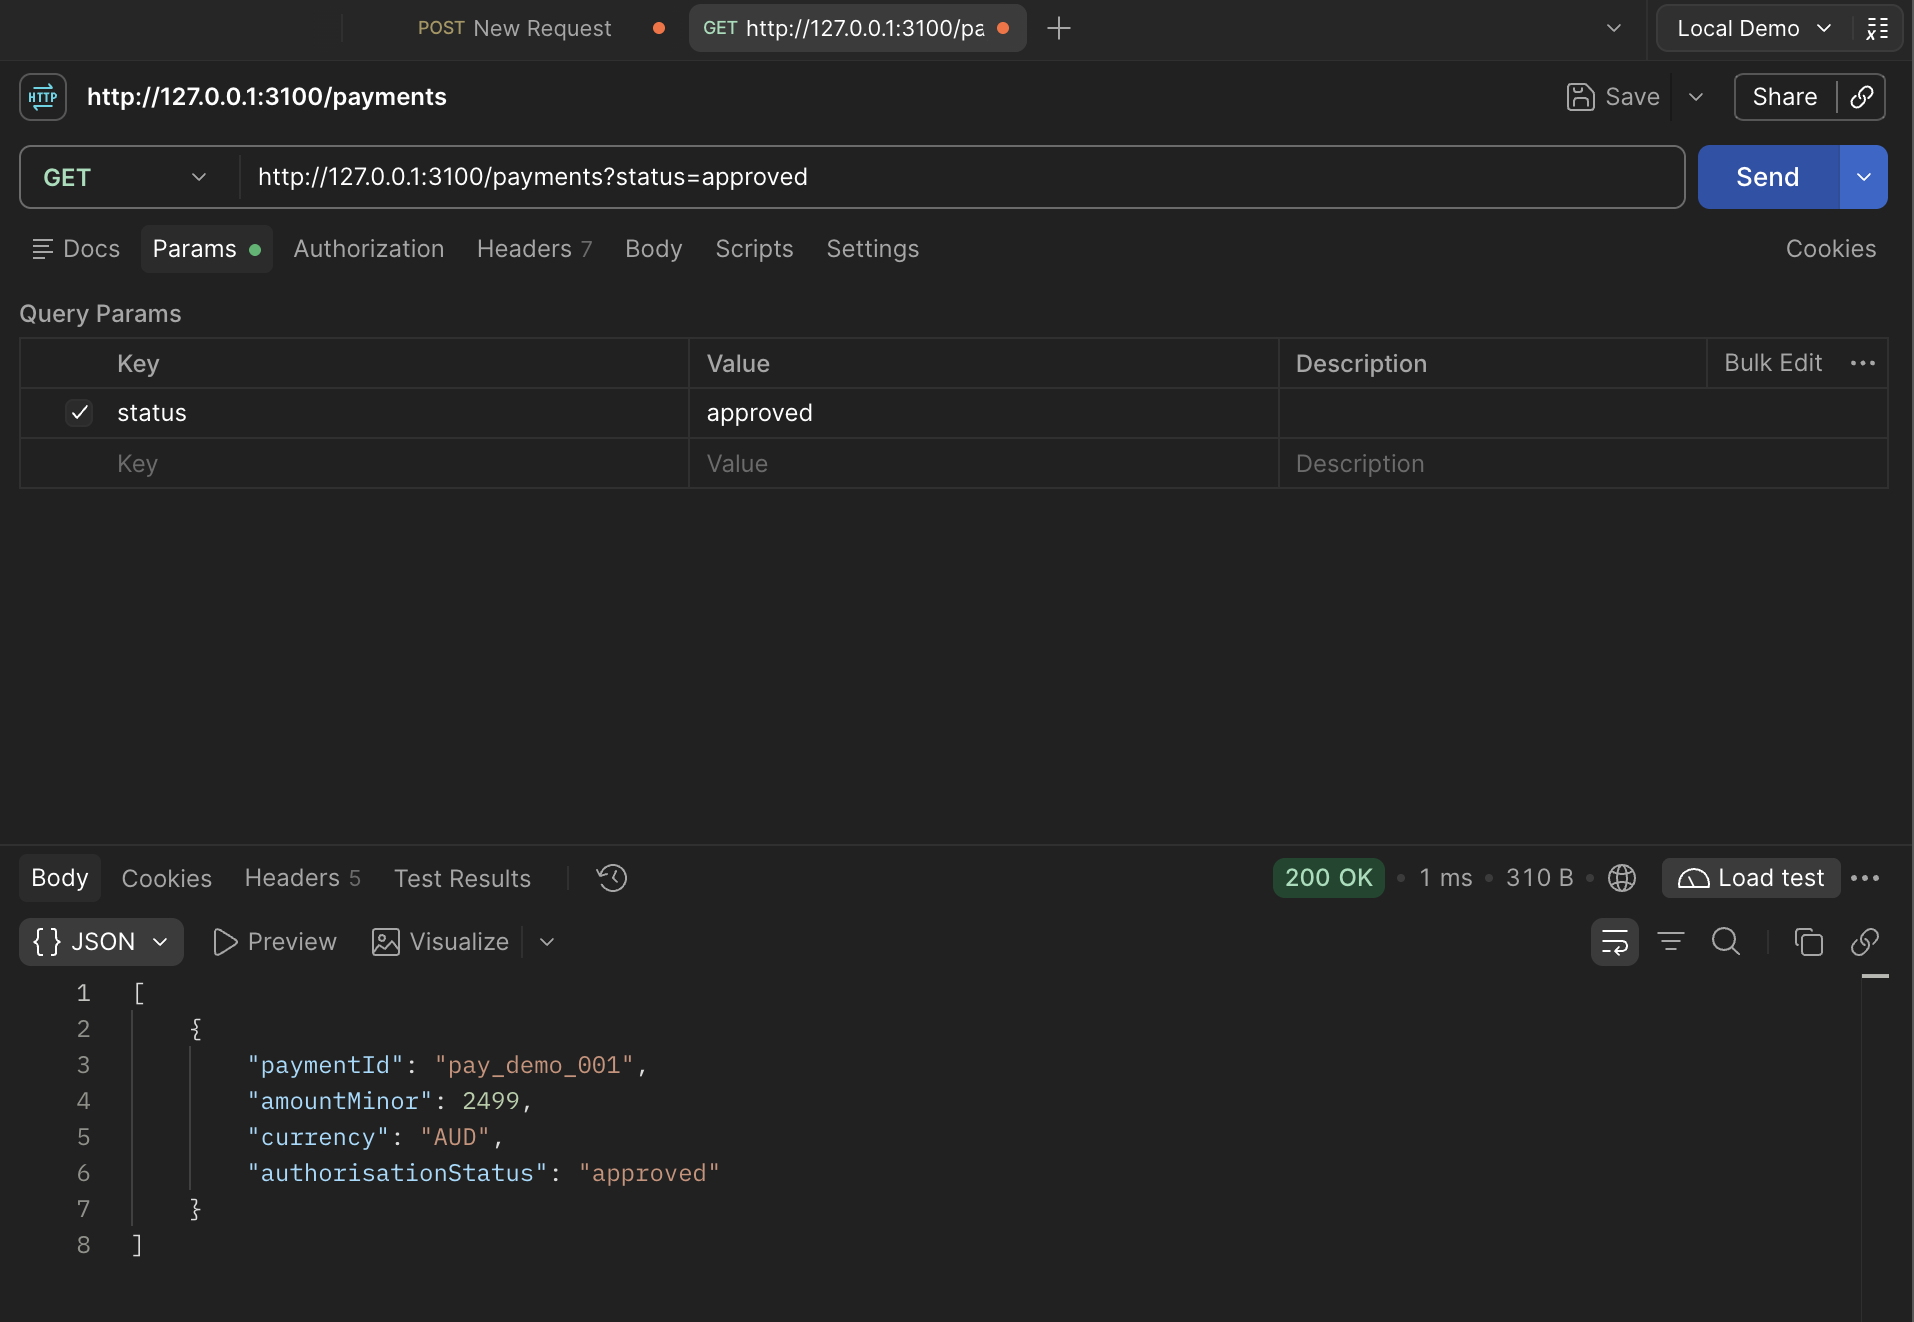 POST New Request GET http://127.0.0.1:3100/pa Local Demo
HTTP http://127.0.0.1:3100/payments Save Share
GET http://127.0.0.1:3100/payments?status=approved Send
Docs Params Authorization Headers 7 Body Scripts Settings Cookies
Query Params
Key Value Description Bulk Edit
status approved
Key Value Description
Body Cookies Headers 5 Test Results 200 OK 1 ms 310 B Load test
{} JSON Preview Visualize
1 [
2 {
3 "paymentId": "pay_demo_001",
4 "amountMinor": 2499,
5 "currency": "AUD",
6 "authorisationStatus": "approved"
7 }
8 ]